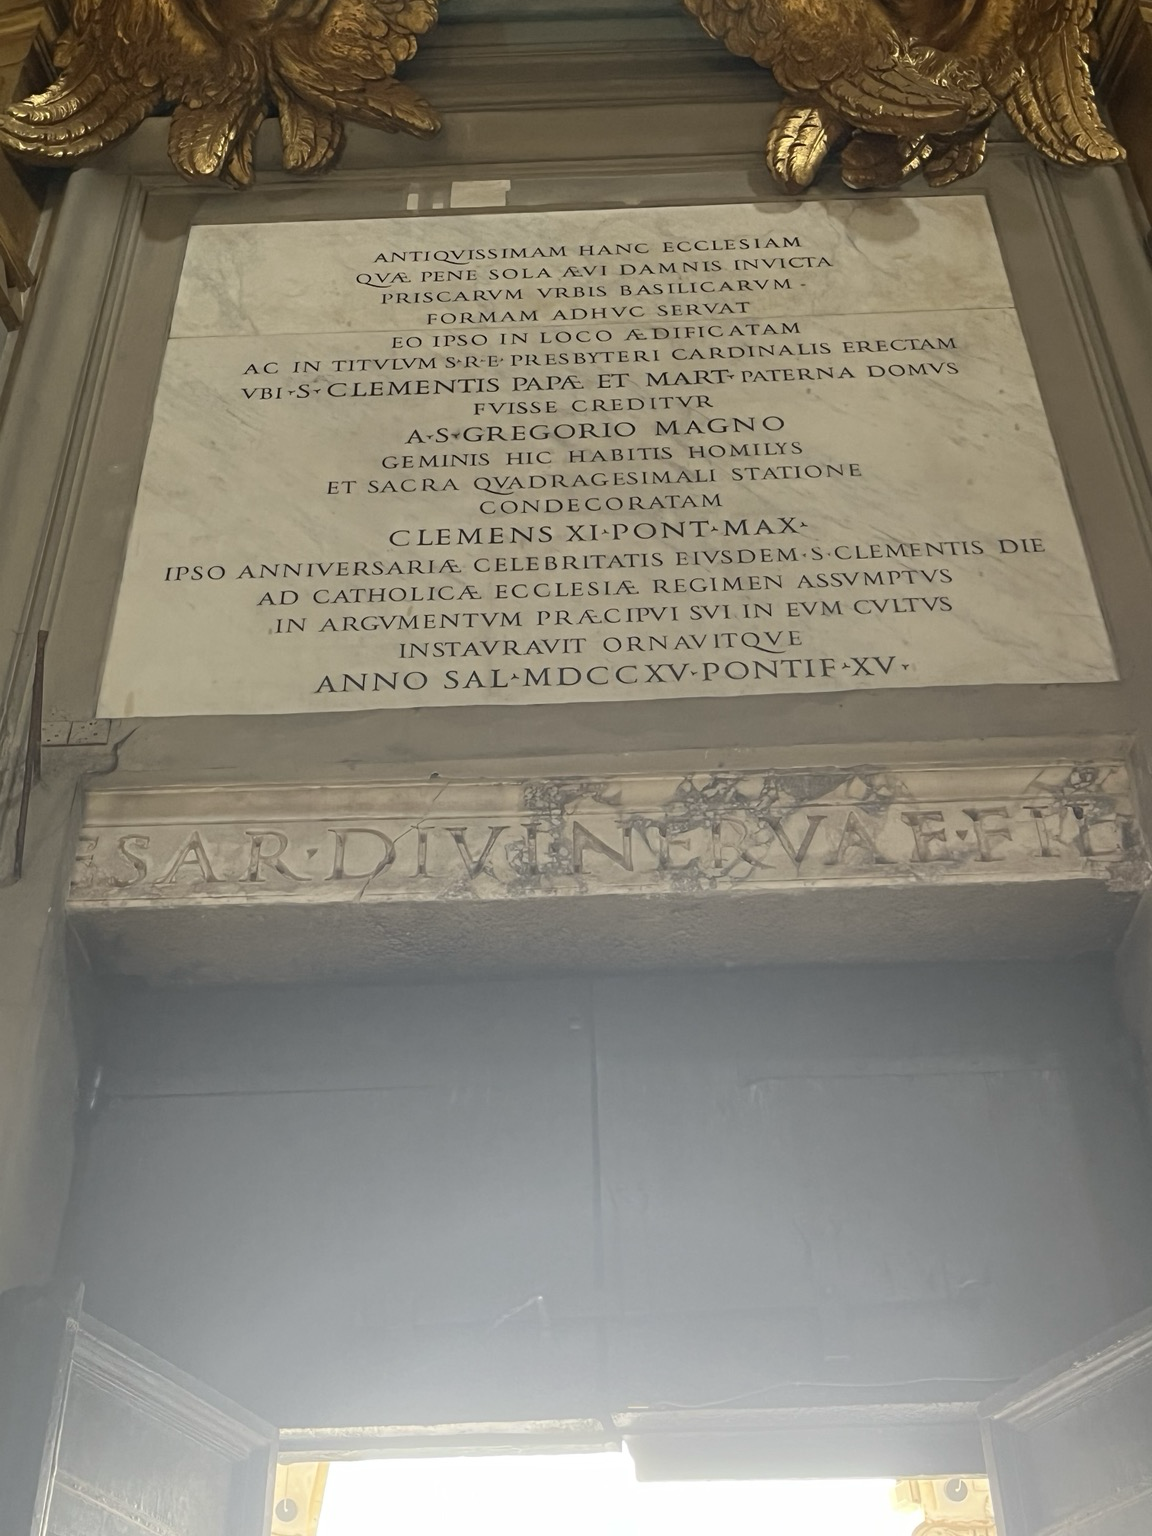 ANTIQVISSIMAM HANC ECCLESIAM
QVÆ PENE SOLA ÆVI DAMNIS INVICTA
PRISCARVM VRBIS BASILICARVM -
FORMAM ADHVC SERVAT
EO IPSO IN LOCO ÆDIFICATAM
AC IN TITVLVM S·R·E· PRESBYTERI CARDINALIS ERECTAM
VBI·S·CLEMENTIS PAPÆ ET MART· PATERNA DOMVS
FVISSE CREDITVR
A·S·GREGORIO MAGNO
GEMINIS HIC HABITIS HOMILYS
ET SACRA QVADRAGESIMALI STATIONE
CONDECORATAM
CLEMENS XI·PONT·MAX·
IPSO ANNIVERSARIÆ CELEBRITATIS EIVSDEM·S·CLEMENTIS DIE
AD CATHOLICÆ ECCLESIÆ REGIMEN ASSVMPTVS
IN ARGVMENTVM PRÆCIPVI SVI IN EVM CVLTVS
INSTAVRAVIT ORNAVITQVE
ANNO SAL·MDCCXV·PONTIF·XV·
ESAR·DIVI NERVAE·FIL